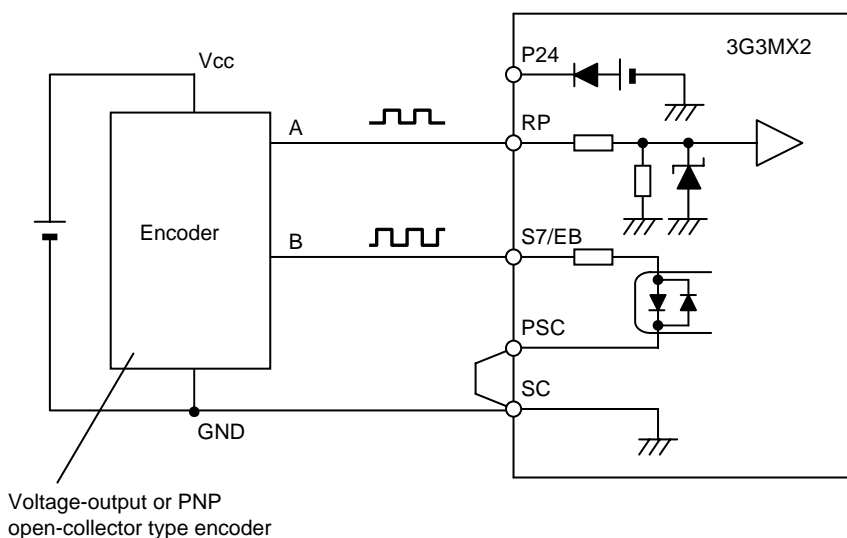 3G3MX2
P24
Vcc
A
RP
Encoder
B
S7/EB
PSC
SC
GND
Voltage-output or PNP
open-collector type encoder